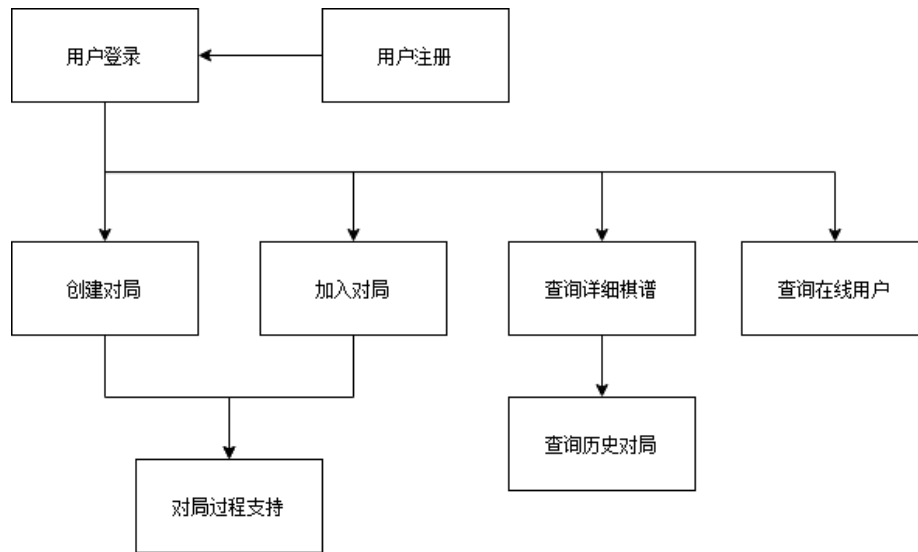 用户登录
用户注册
创建对局
加入对局
查询详细棋谱
查询在线用户
查询历史对局
对局过程支持